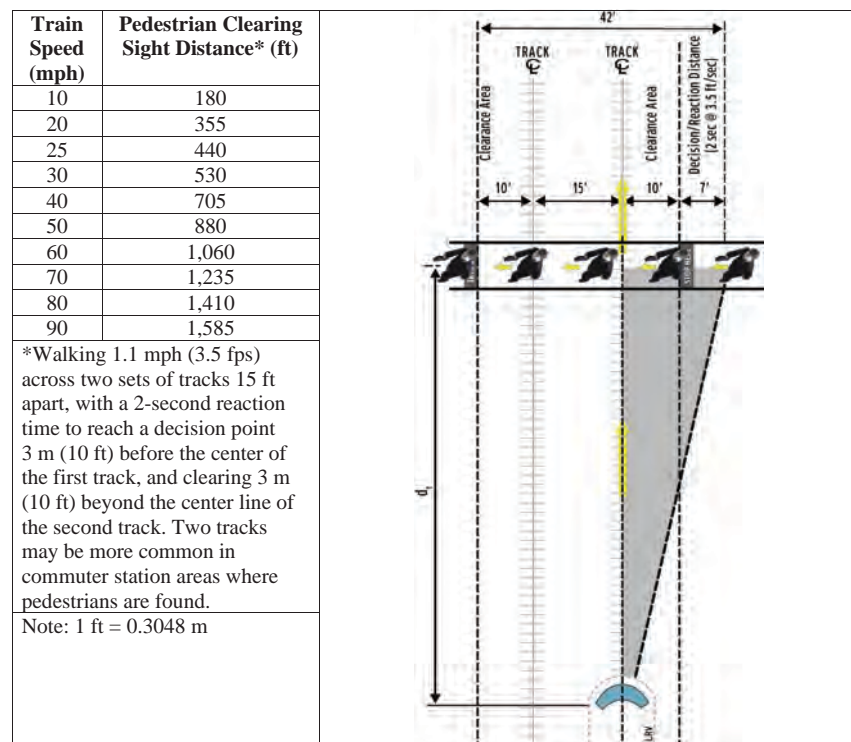 Train Speed (mph) Pedestrian Clearing Sight Distance* (ft)
10 180
20 355
25 440
30 530
40 705
50 880
60 1,060
70 1,235
80 1,410
90 1,585
*Walking 1.1 mph (3.5 fps)
across two sets of tracks 15 ft
apart, with a 2-second reaction
time to reach a decision point
3 m (10 ft) before the center of
the first track, and clearing 3 m
(10 ft) beyond the center line of
the second track. Two tracks
may be more common in
commuter station areas where
pedestrians are found.
Note: 1 ft = 0.3048 m
42'
TRACK TRACK
Clearance Area
Clearance Area
Decision/Reaction Distance
(2 sec @ 3.5 ft/sec)
10' 15' 10' 7'
d₁
LRV